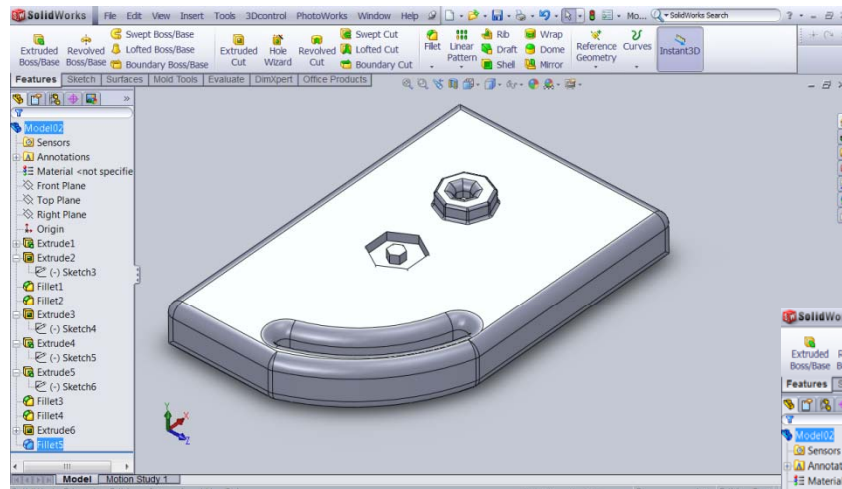 SolidWorks File Edit View Insert Tools 3Dcontrol PhotoWorks Window Help Mo... SolidWorks Search
Extruded Boss/Base
Revolved Boss/Base
Swept Boss/Base
Lofted Boss/Base
Boundary Boss/Base
Extruded Cut
Hole Wizard
Revolved Cut
Swept Cut
Lofted Cut
Boundary Cut
Fillet
Linear Pattern
Rib
Draft
Shell
Wrap
Dome
Mirror
Reference Geometry
Curves
Instant3D
Features Sketch Surfaces Mold Tools Evaluate DimXpert Office Products
Model02
Sensors
Annotations
Material <not specifie
Front Plane
Top Plane
Right Plane
Origin
Extrude1
Extrude2
(-) Sketch3
Fillet1
Fillet2
Extrude3
(-) Sketch4
Extrude4
(-) Sketch5
Extrude5
(-) Sketch6
Fillet3
Fillet4
Extrude6
Fillet5
Y
X
Z
Model Motion Study 1
SolidWo
Extruded R
Boss/Base B
Features S
Model02
Sensors
Annotat
Materia